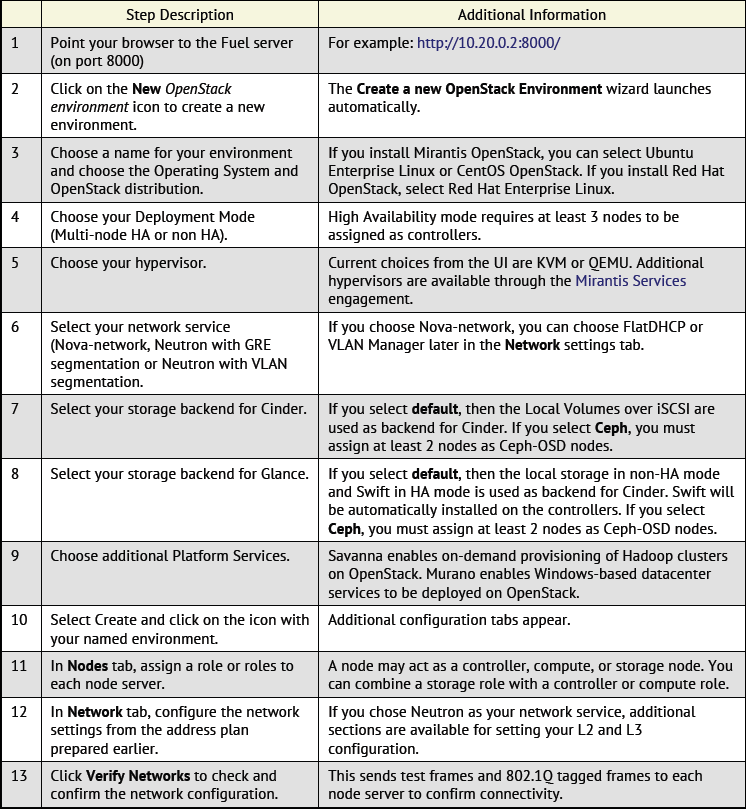 Step Description
Additional Information
1
Point your browser to the Fuel server
(on port 8000)
For example: http://10.20.0.2:8000/
2
Click on the New OpenStack
environment icon to create a new
environment.
The Create a new OpenStack Environment wizard launches
automatically.
3
Choose a name for your environment
and choose the Operating System and
OpenStack distribution.
If you install Mirantis OpenStack, you can select Ubuntu
Enterprise Linux or CentOS OpenStack. If you install Red Hat
OpenStack, select Red Hat Enterprise Linux.
4
Choose your Deployment Mode
(Multi-node HA or non HA).
High Availability mode requires at least 3 nodes to be
assigned as controllers.
5
Choose your hypervisor.
Current choices from the UI are KVM or QEMU. Additional
hypervisors are available through the Mirantis Services
engagement.
6
Select your network service
(Nova-network, Neutron with GRE
segmentation or Neutron with VLAN
segmentation.
If you choose Nova-network, you can choose FlatDHCP or
VLAN Manager later in the Network settings tab.
7
Select your storage backend for Cinder.
If you select default, then the Local Volumes over iSCSI are
used as backend for Cinder. If you select Ceph, you must
assign at least 2 nodes as Ceph-OSD nodes.
8
Select your storage backend for Glance.
If you select default, then the local storage in non-HA mode
and Swift in HA mode is used as backend for Cinder. Swift will
be automatically installed on the controllers. If you select
Ceph, you must assign at least 2 nodes as Ceph-OSD nodes.
9
Choose additional Platform Services.
Savanna enables on-demand provisioning of Hadoop clusters
on OpenStack. Murano enables Windows-based datacenter
services to be deployed on OpenStack.
10
Select Create and click on the icon with
your named environment.
Additional configuration tabs appear.
11
In Nodes tab, assign a role or roles to
each node server.
A node may act as a controller, compute, or storage node. You
can combine a storage role with a controller or compute role.
12
In Network tab, configure the network
settings from the address plan
prepared earlier.
If you chose Neutron as your network service, additional
sections are available for setting your L2 and L3
configuration.
13
Click Verify Networks to check and
confirm the network configuration.
This sends test frames and 802.1Q tagged frames to each
node server to confirm connectivity.